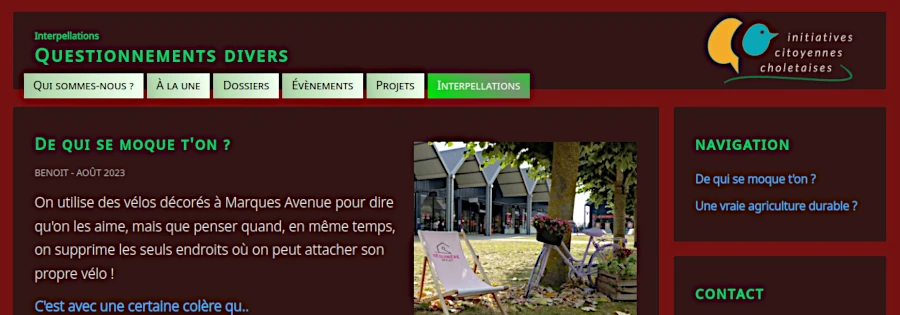 Interpellations
Questionnements divers
initiatives
citoyennes
choletaises
Qui sommes-nous ?
À la une
Dossiers
Évènements
Projets
Interpellations
De qui se moque t'on ?
BENOIT - AOÛT 2023
On utilise des vélos décorés à Marques Avenue pour dire
qu'on les aime, mais que penser quand, en même temps,
on supprime les seuls endroits où on peut attacher son
propre vélo !
C'est avec une certaine colère qu..
NAVIGATION
De qui se moque t'on ?
Une vraie agriculture durable ?
CONTACT